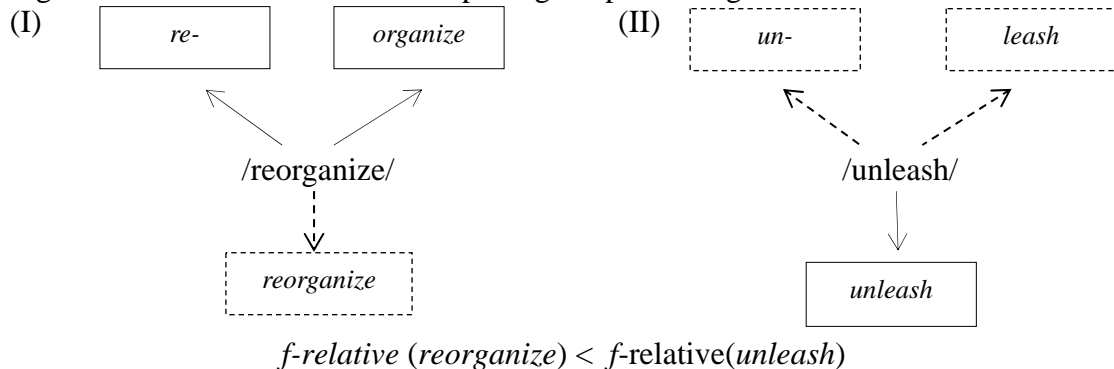 (I) re- organize (II) un- leash
/reorganize/ /unleash/
reorganize unleash
f-relative (reorganize) < f-relative(unleash)